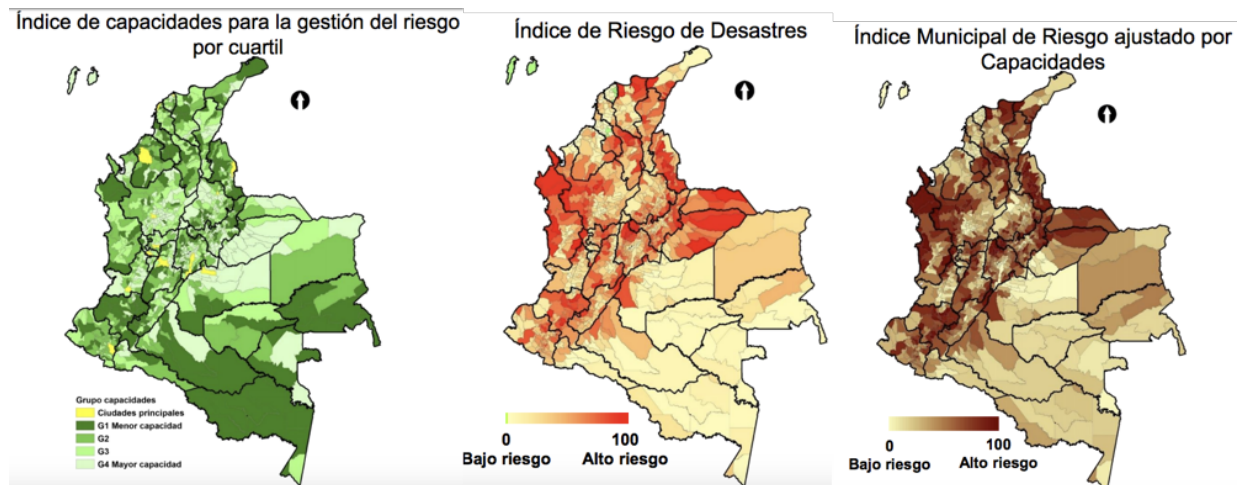 Índice de capacidades para la gestión del riesgo
por cuartil
Grupo capacidades
Ciudades principales
G1 Menor capacidad
G2
G3
G4 Mayor capacidad
Índice de Riesgo de Desastres
0 100
Bajo riesgo Alto riesgo
Índice Municipal de Riesgo ajustado por
Capacidades
0 100
Bajo riesgo Alto riesgo